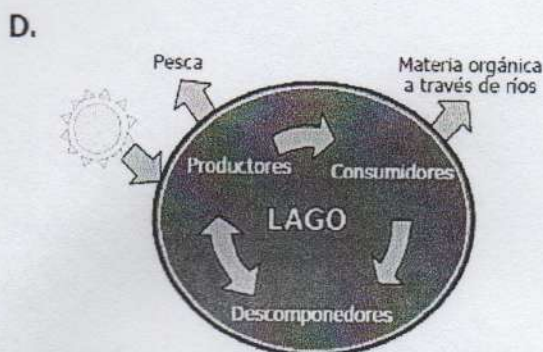 D.
Pesca
Materia orgánica
a través de ríos
Productores
Consumidores
LAGO
Descomponedores